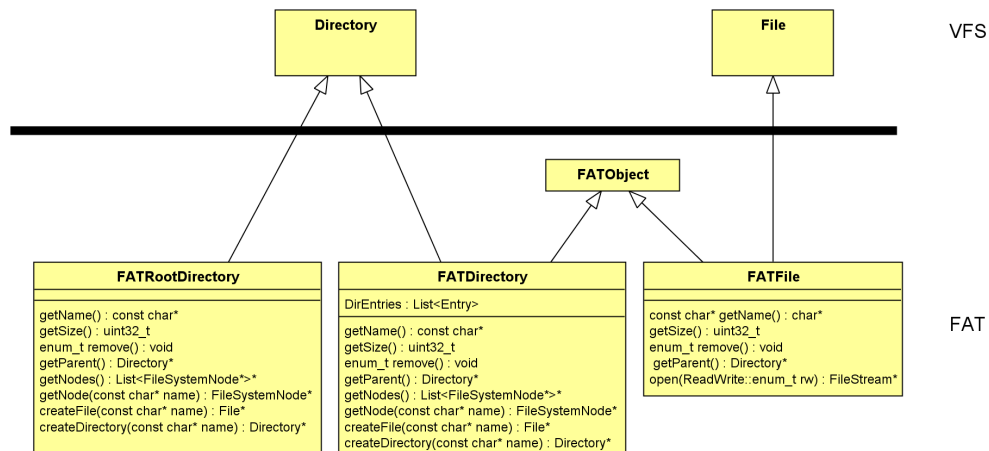 Directory
File
VFS
FATObject
FATRootDirectory
getName() : const char*
getSize() : uint32_t
enum_t remove() : void
getParent() : Directory*
getNodes() : List<FileSystemNode*>*
getNode(const char* name) : FileSystemNode*
createFile(const char* name) : File*
createDirectory(const char* name) : Directory*
FATDirectory
DirEntries : List<Entry>
getName() : const char*
getSize() : uint32_t
enum_t remove() : void
getParent() : Directory*
getNodes() : List<FileSystemNode*>*
getNode(const char* name) : FileSystemNode*
createFile(const char* name) : File*
createDirectory(const char* name) : Directory*
FATFile
const char* getName() : char*
getSize() : uint32_t
enum_t remove() : void
getParent() : Directory*
open(ReadWrite::enum_t rw) : FileStream*
FAT